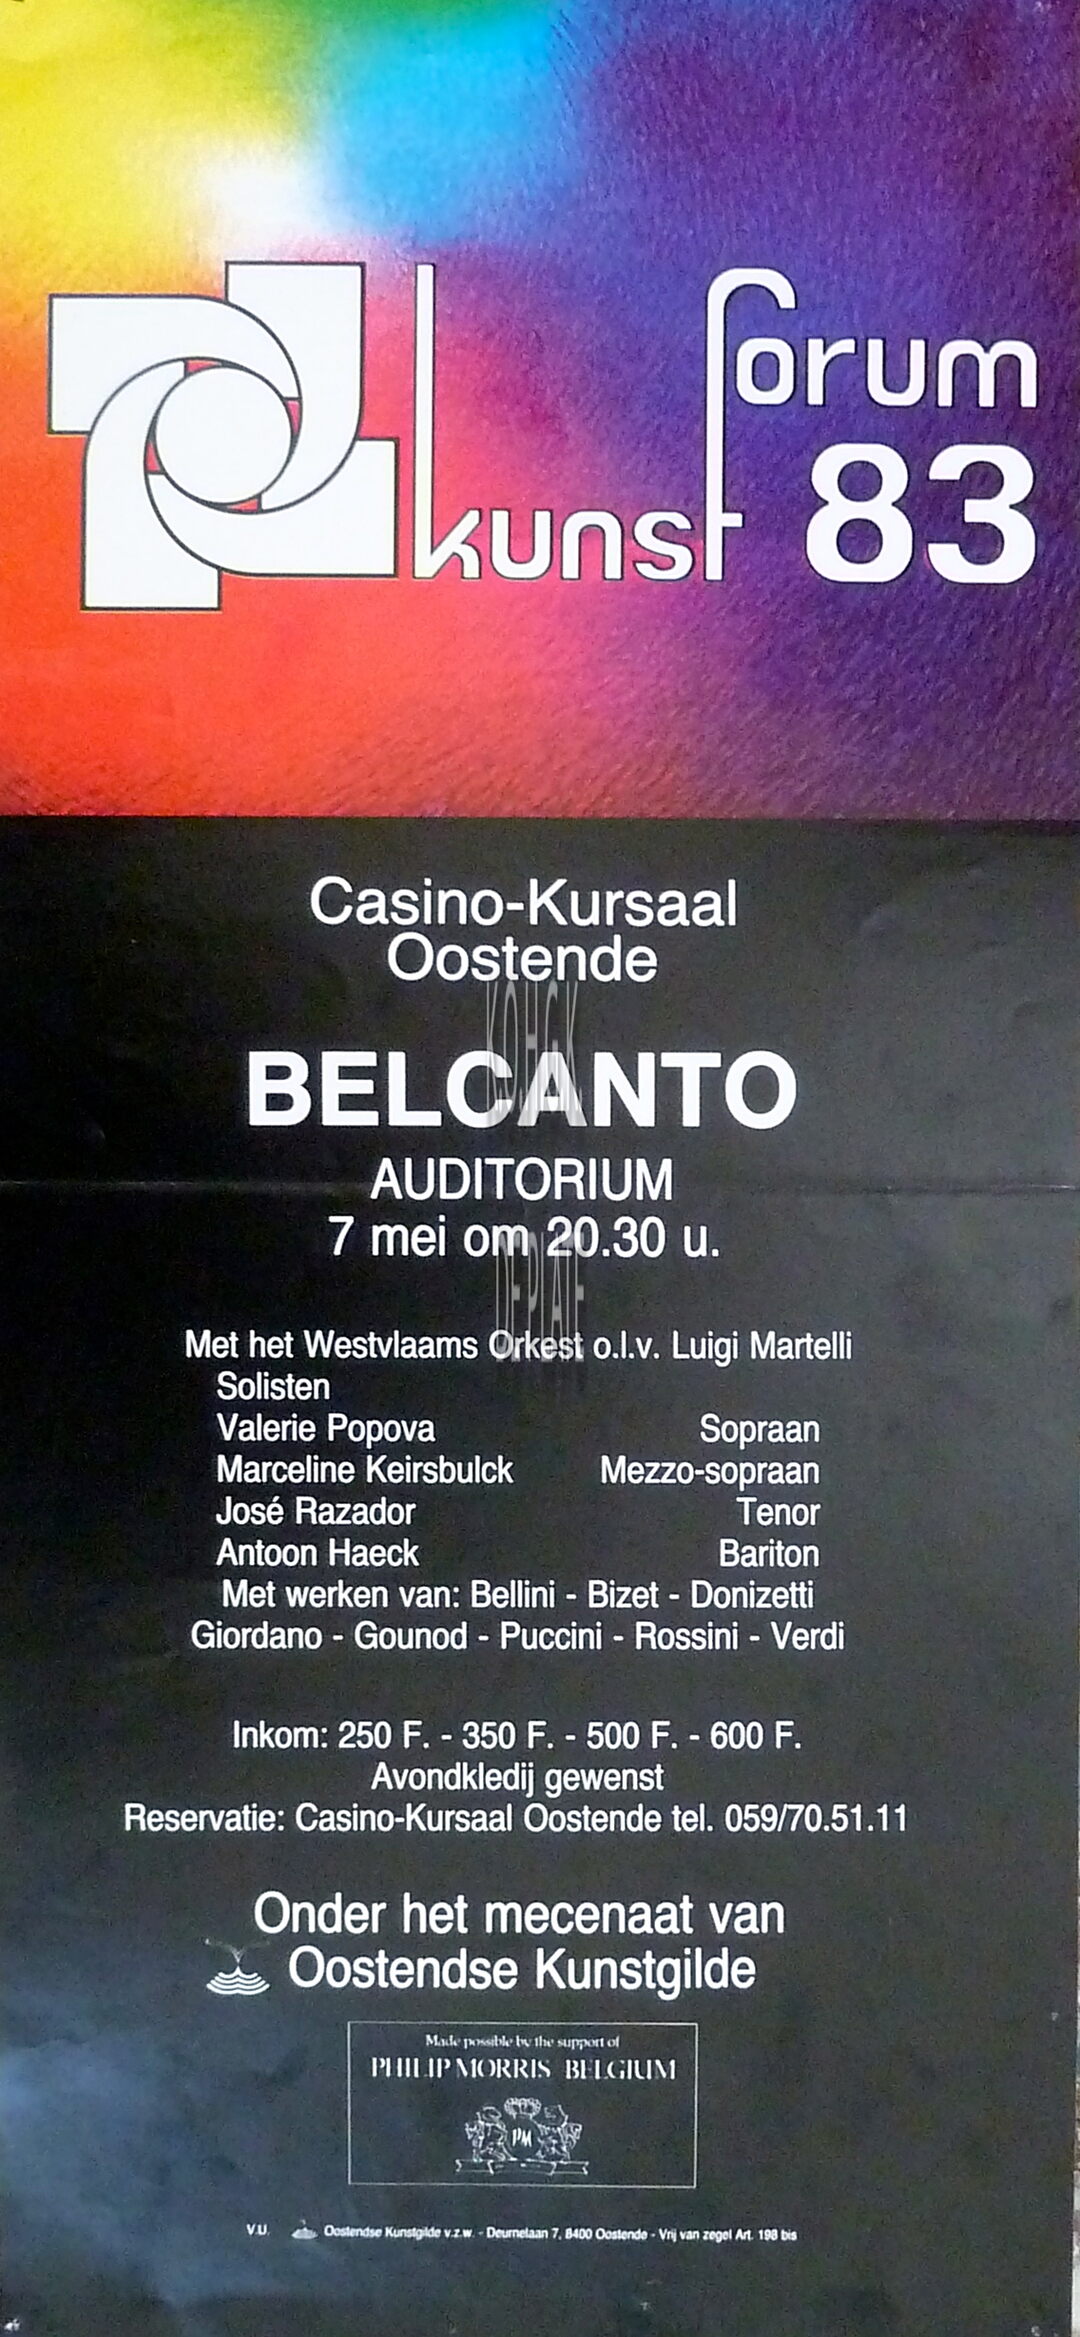 kunst forum
83
Casino-Kursaal
Oostende
BELCANTO
AUDITORIUM
7 mei om 20.30 u.
Met het Westvlaams Orkest o.l.v. Luigi Martelli
Solisten
Valerie Popova Sopraan
Marceline Keirsbulck Mezzo-sopraan
José Razador Tenor
Antoon Haeck Bariton
Met werken van: Bellini - Bizet - Donizetti
Giordano - Gounod - Puccini - Rossini - Verdi
Inkom: 250 F. - 350 F. - 500 F. - 600 F.
Avondkledij gewenst
Reservatie: Casino-Kursaal Oostende tel. 059/70.51.11
Onder het mecenaat van
Oostendse Kunstgilde
Made possible by the support of
PHILIP MORRIS BELGIUM
PM
V.U. Oostendse Kunstgilde v.z.w. - Deurnelaan 7, 8400 Oostende - Vrij van zegel Art. 198 bis